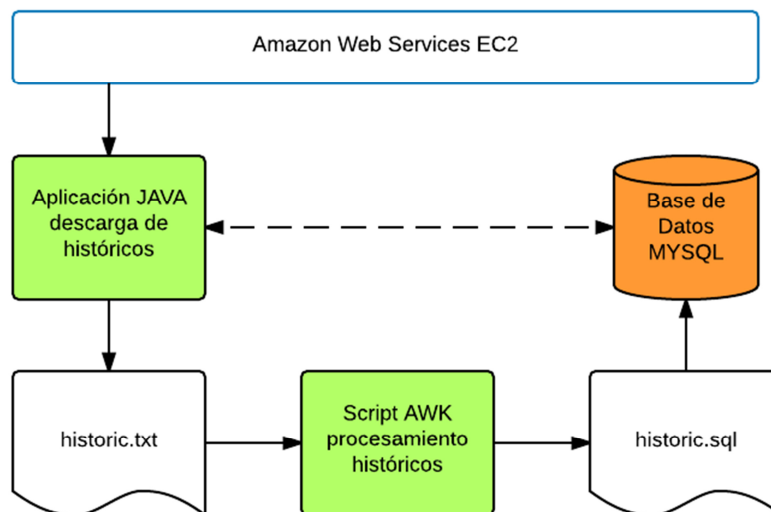 Amazon Web Services EC2
Aplicación JAVA
descarga de
históricos
Base de
Datos
MYSQL
historic.txt
Script AWK
procesamiento
históricos
historic.sql